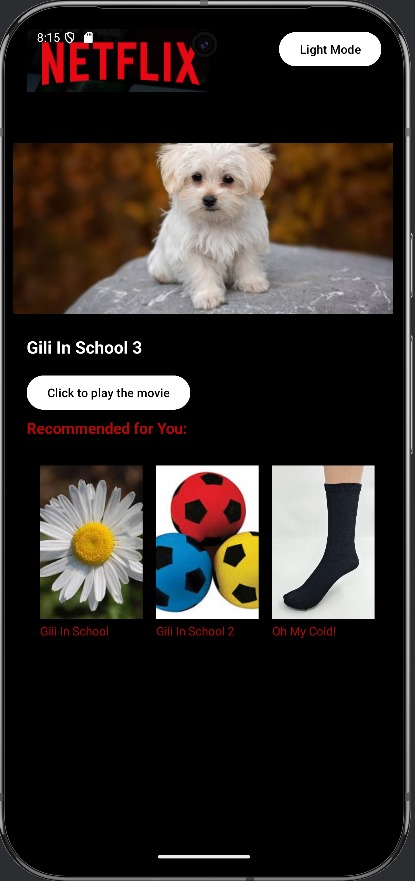 8:15
NETFLIX
Light Mode
Gili In School 3
Click to play the movie
Recommended for You:
Gili In School
Gili In School 2
Oh My Cold!